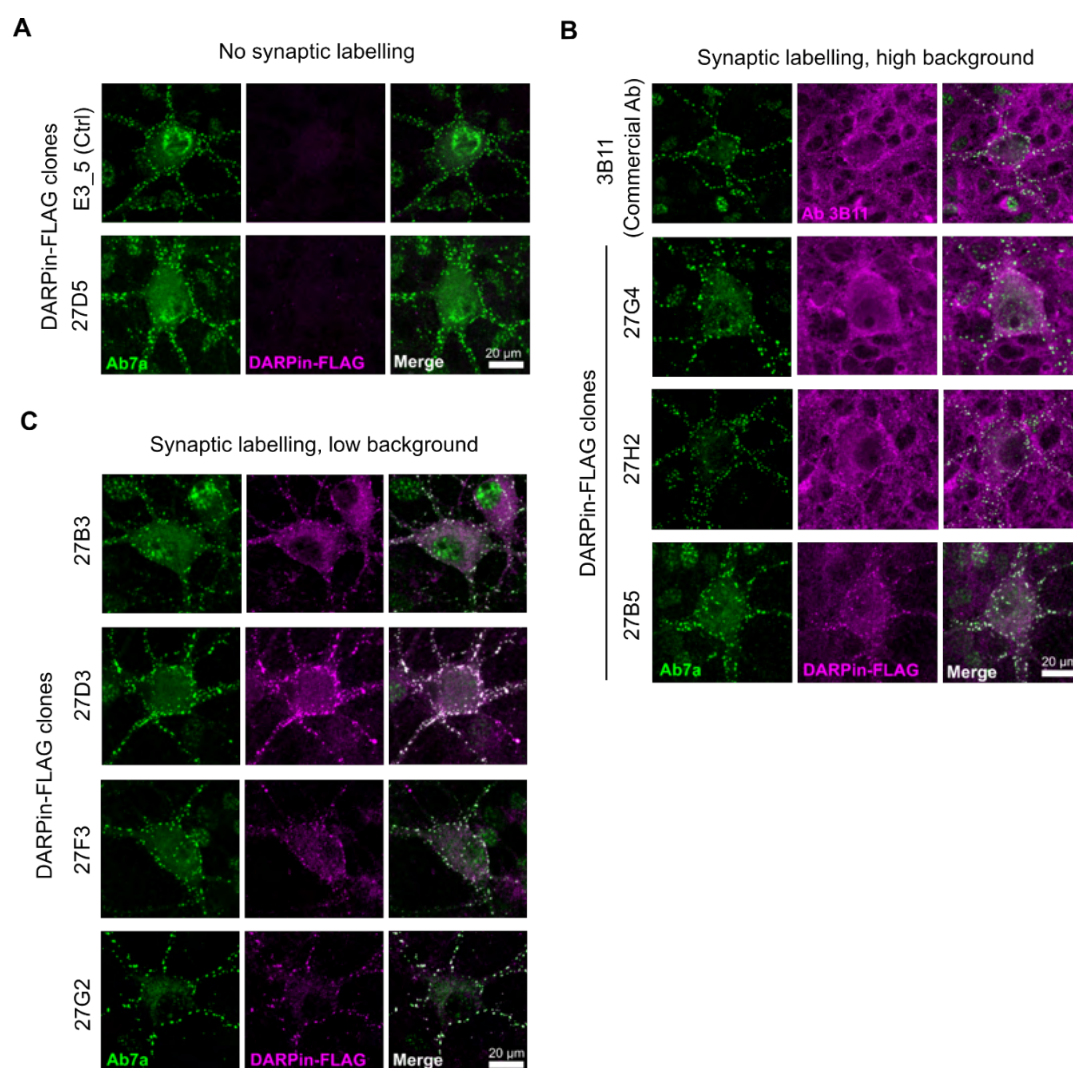 A
No synaptic labelling
DARPin-FLAG clones
E3_5 (Ctrl)
27D5
Ab7a
DARPin-FLAG
Merge
20 µm
B
Synaptic labelling, high background
3B11
(Commercial Ab)
Ab 3B11
DARPin-FLAG clones
27G4
27H2
27B5
Ab7a
DARPin-FLAG
Merge
20 µm
C
Synaptic labelling, low background
DARPin-FLAG clones
27B3
27D3
27F3
27G2
Ab7a
DARPin-FLAG
Merge
20 µm